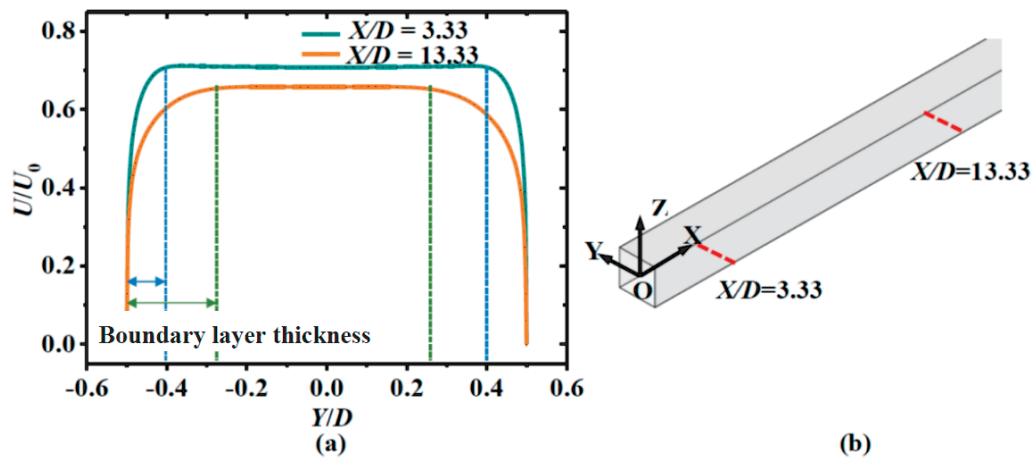 X/D = 3.33
X/D = 13.33
0.8
0.6
0.4
0.2
0.0
U/U0
Boundary layer thickness
-0.6 -0.4 -0.2 0.0 0.2 0.4 0.6
Y/D
(a)
X/D=13.33
Z
Y
X
O
X/D=3.33
(b)